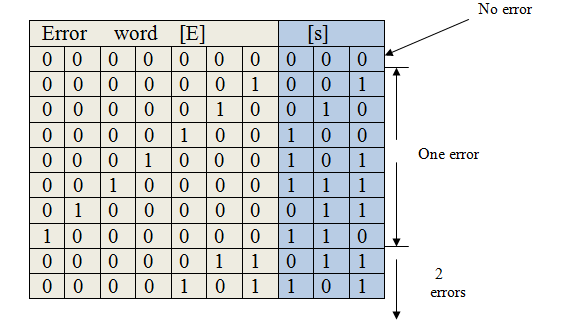 No error
Error word [E] [s]
0 0 0 0 0 0 0 0 0 0
0 0 0 0 0 0 1 0 0 1
0 0 0 0 0 1 0 0 1 0
0 0 0 0 1 0 0 1 0 0
0 0 0 1 0 0 0 1 0 1
0 0 1 0 0 0 0 1 1 1
0 1 0 0 0 0 0 0 1 1
1 0 0 0 0 0 0 1 1 0
0 0 0 0 0 1 1 0 1 1
0 0 0 0 1 0 1 1 0 1
One error
2
errors